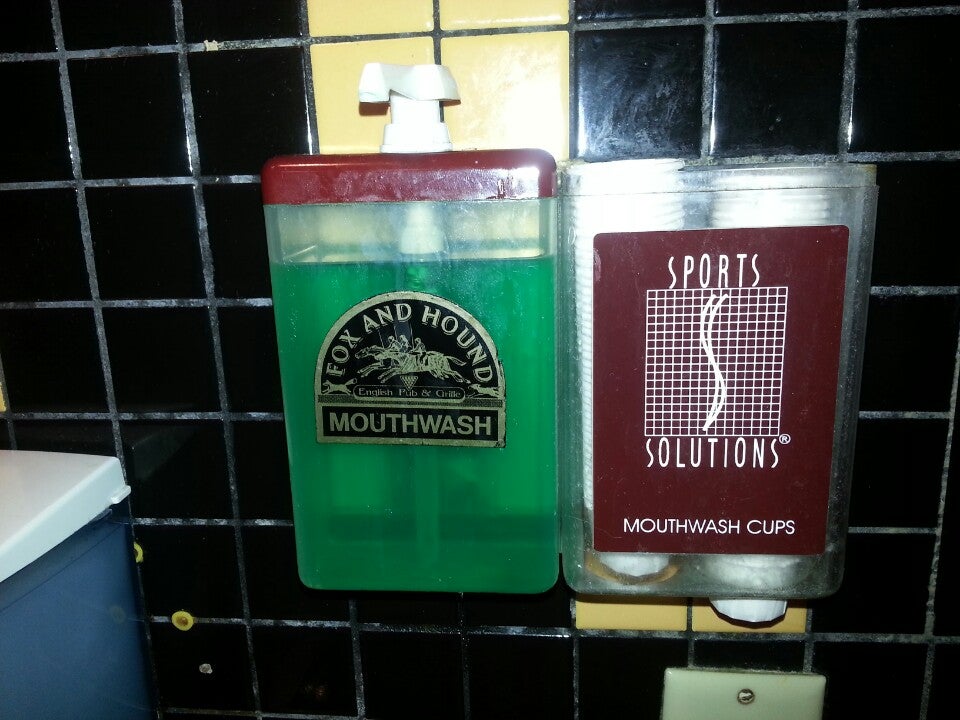 FOX AND HOUND
English Pub & Grille
MOUTHWASH
SPORTS
SOLUTIONS®
MOUTHWASH CUPS